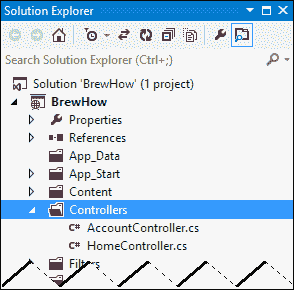 Solution Explorer
Search Solution Explorer (Ctrl+;)
Solution 'BrewHow' (1 project)
BrewHow
Properties
References
App_Data
App_Start
Content
Controllers
C# AccountController.cs
C# HomeController.cs